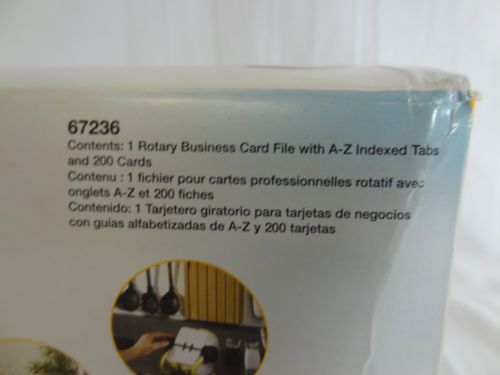 67236
Contents: 1 Rotary Business Card File with A-Z Indexed Tabs
and 200 Cards
Contenu : 1 fichier pour cartes professionnelles rotatif avec
onglets A-Z et 200 fiches
Contenido: 1 Tarjetero giratorio para tarjetas de negocios
con guías alfabetizadas de A-Z y 200 tarjetas